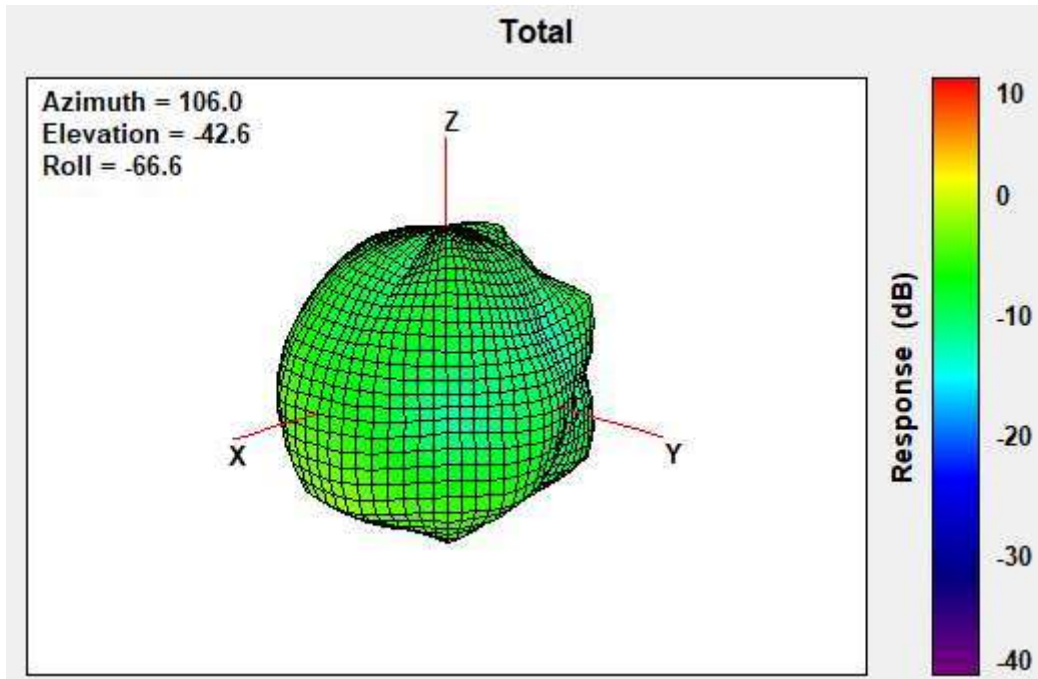 Total
Azimuth = 106.0
Elevation = -42.6
Roll = -66.6
Z
X
Y
10
0
-10
-20
-30
-40
Response (dB)